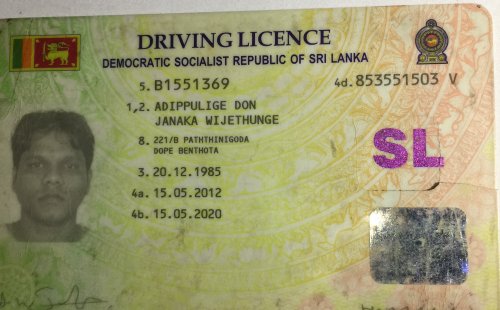 DRIVING LICENCE
DEMOCRATIC SOCIALIST REPUBLIC OF SRI LANKA
5. B1551369 4d. 853551503 V
1,2. ADIPPULIGE DON
JANAKA WIJETHUNGE
8. 221/B PATHTHINIGODA
DOPE BENTHOTA
SL
3. 20.12.1985
4a. 15.05.2012
4b. 15.05.2020